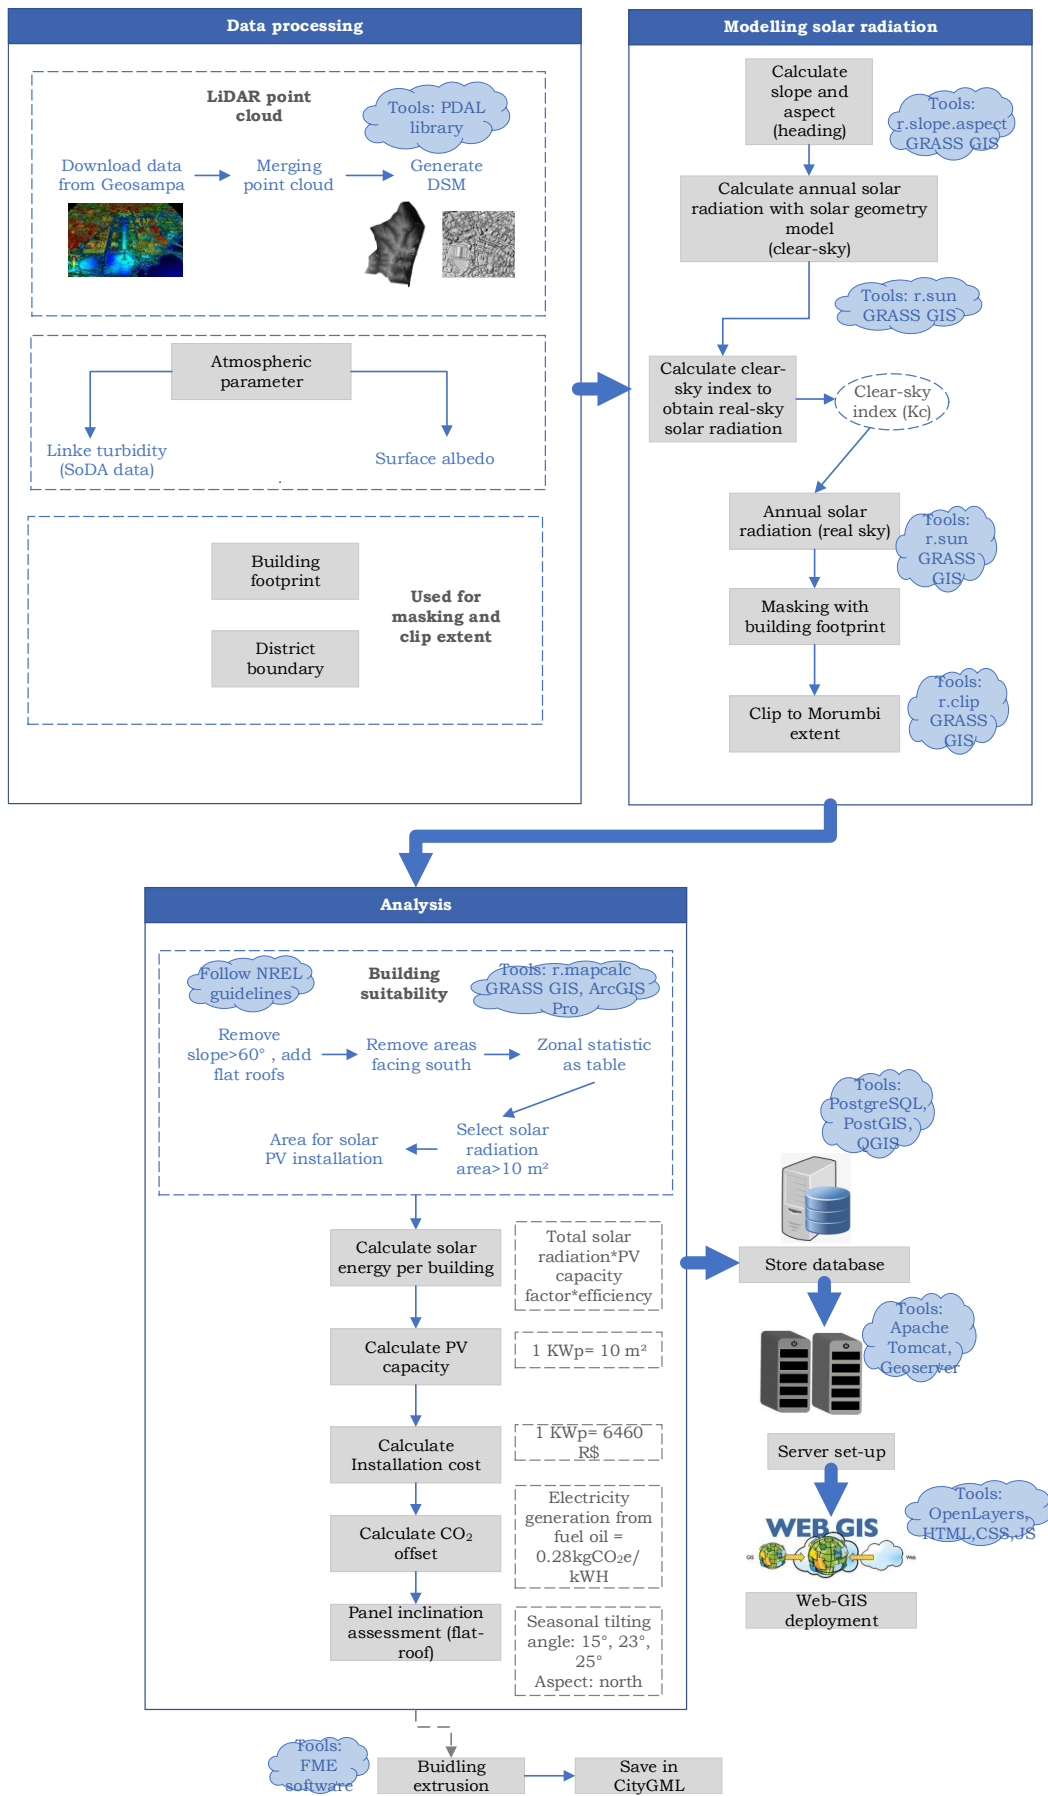 Data processing
LiDAR point
cloud
Tools: PDAL
library
Download data
from Geosampa
Merging
point cloud
Generate
DSM
Atmospheric
parameter
Linke turbidity
(SoDA data)
Surface albedo
Building
footprint
District
boundary
Used for
masking and
clip extent
Modelling solar radiation
Calculate
slope and
aspect
(heading)
Tools:
r.slope.aspect
GRASS GIS
Calculate annual solar
radiation with solar geometry
model
(clear-sky)
Tools: r.sun
GRASS GIS
Calculate clear-
sky index to
obtain real-sky
solar radiation
Clear-sky
index (Kc)
Annual solar
radiation (real sky)
Tools:
r.sun
GRASS
GIS
Masking with
building footprint
Clip to Morumbi
extent
Tools:
r.clip
GRASS
GIS
Analysis
Follow NREL
guidelines
Building
suitability
Tools: r.mapcalc
GRASS GIS, ArcGIS
Pro
Remove
slope>60° , add
flat roofs
Remove areas
facing south
Zonal statistic
as table
Select solar
radiation
area>10 m²
Area for solar
PV installation
Calculate solar
energy per building
Total solar
radiation*PV
capacity
factor*efficiency
Calculate PV
capacity
1 KWp= 10 m²
Calculate
Installation cost
1 KWp= 6460
R$
Calculate CO₂
offset
Electricity
generation from
fuel oil =
0.28kgCO₂e/
kWH
Panel inclination
assessment (flat-
roof)
Seasonal tilting
angle: 15°, 23°,
25°
Aspect: north
Tools:
PostgreSQL,
PostGIS,
QGIS
Store database
Tools:
Apache
Tomcat,
Geoserver
Server set-up
Tools:
OpenLayers,
HTML,CSS,JS
WEB GIS
GIS
Web
Web-GIS
deployment
Tools:
FME
software
Buidling
extrusion
Save in
CityGML